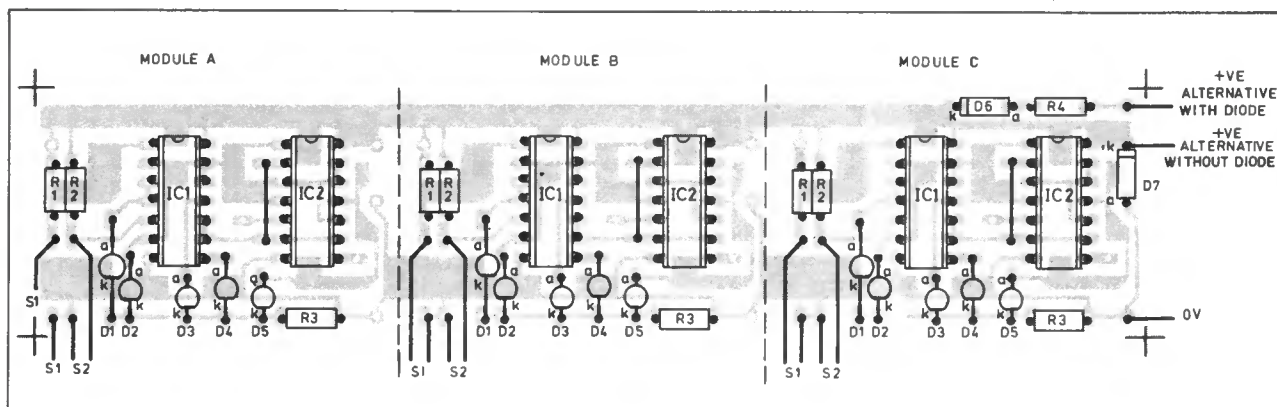 MODULE A
MODULE B
MODULE C
+VE
ALTERNATIVE
WITH DIODE
k D6 a R4
+VE
ALTERNATIVE
WITHOUT DIODE
k
D7
a
R1 R2 IC1 IC2
R1 R2 IC1 IC2
R1 R2 IC1 IC2
a k a k a k a k a k
a k a k a k a k a k
a k a k a k a k a k
S1
D1 D2 D3 D4 D5 R3
D1 D2 D3 D4 D5 R3
D1 D2 D3 D4 D5 R3
0V
S1 S2
S1 S2
S1 S2